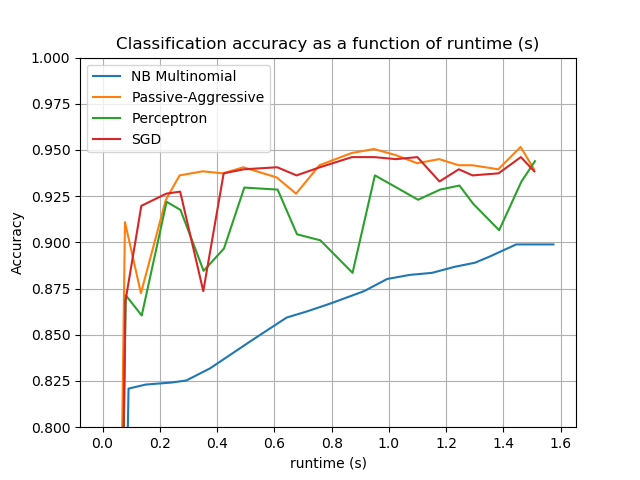 Classification accuracy as a function of runtime (s)
NB Multinomial
Passive-Aggressive
Perceptron
SGD
Accuracy
1.000
0.975
0.950
0.925
0.900
0.875
0.850
0.825
0.800
0.0 0.2 0.4 0.6 0.8 1.0 1.2 1.4 1.6
runtime (s)